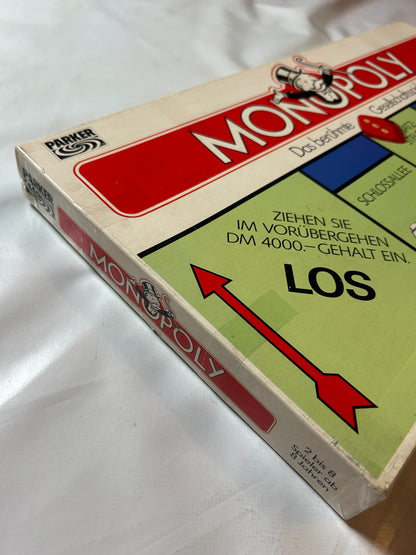 PARKER
MONOPOLY
Das berühmte
SCHLOSSALLEE
ZIEHEN SIE
IM VORÜBERGEHEN
DM 4000.–GEHALT EIN.
LOS
PARKER
MONOPOLY
2 bis 8
Spieler ab
8 Jahren